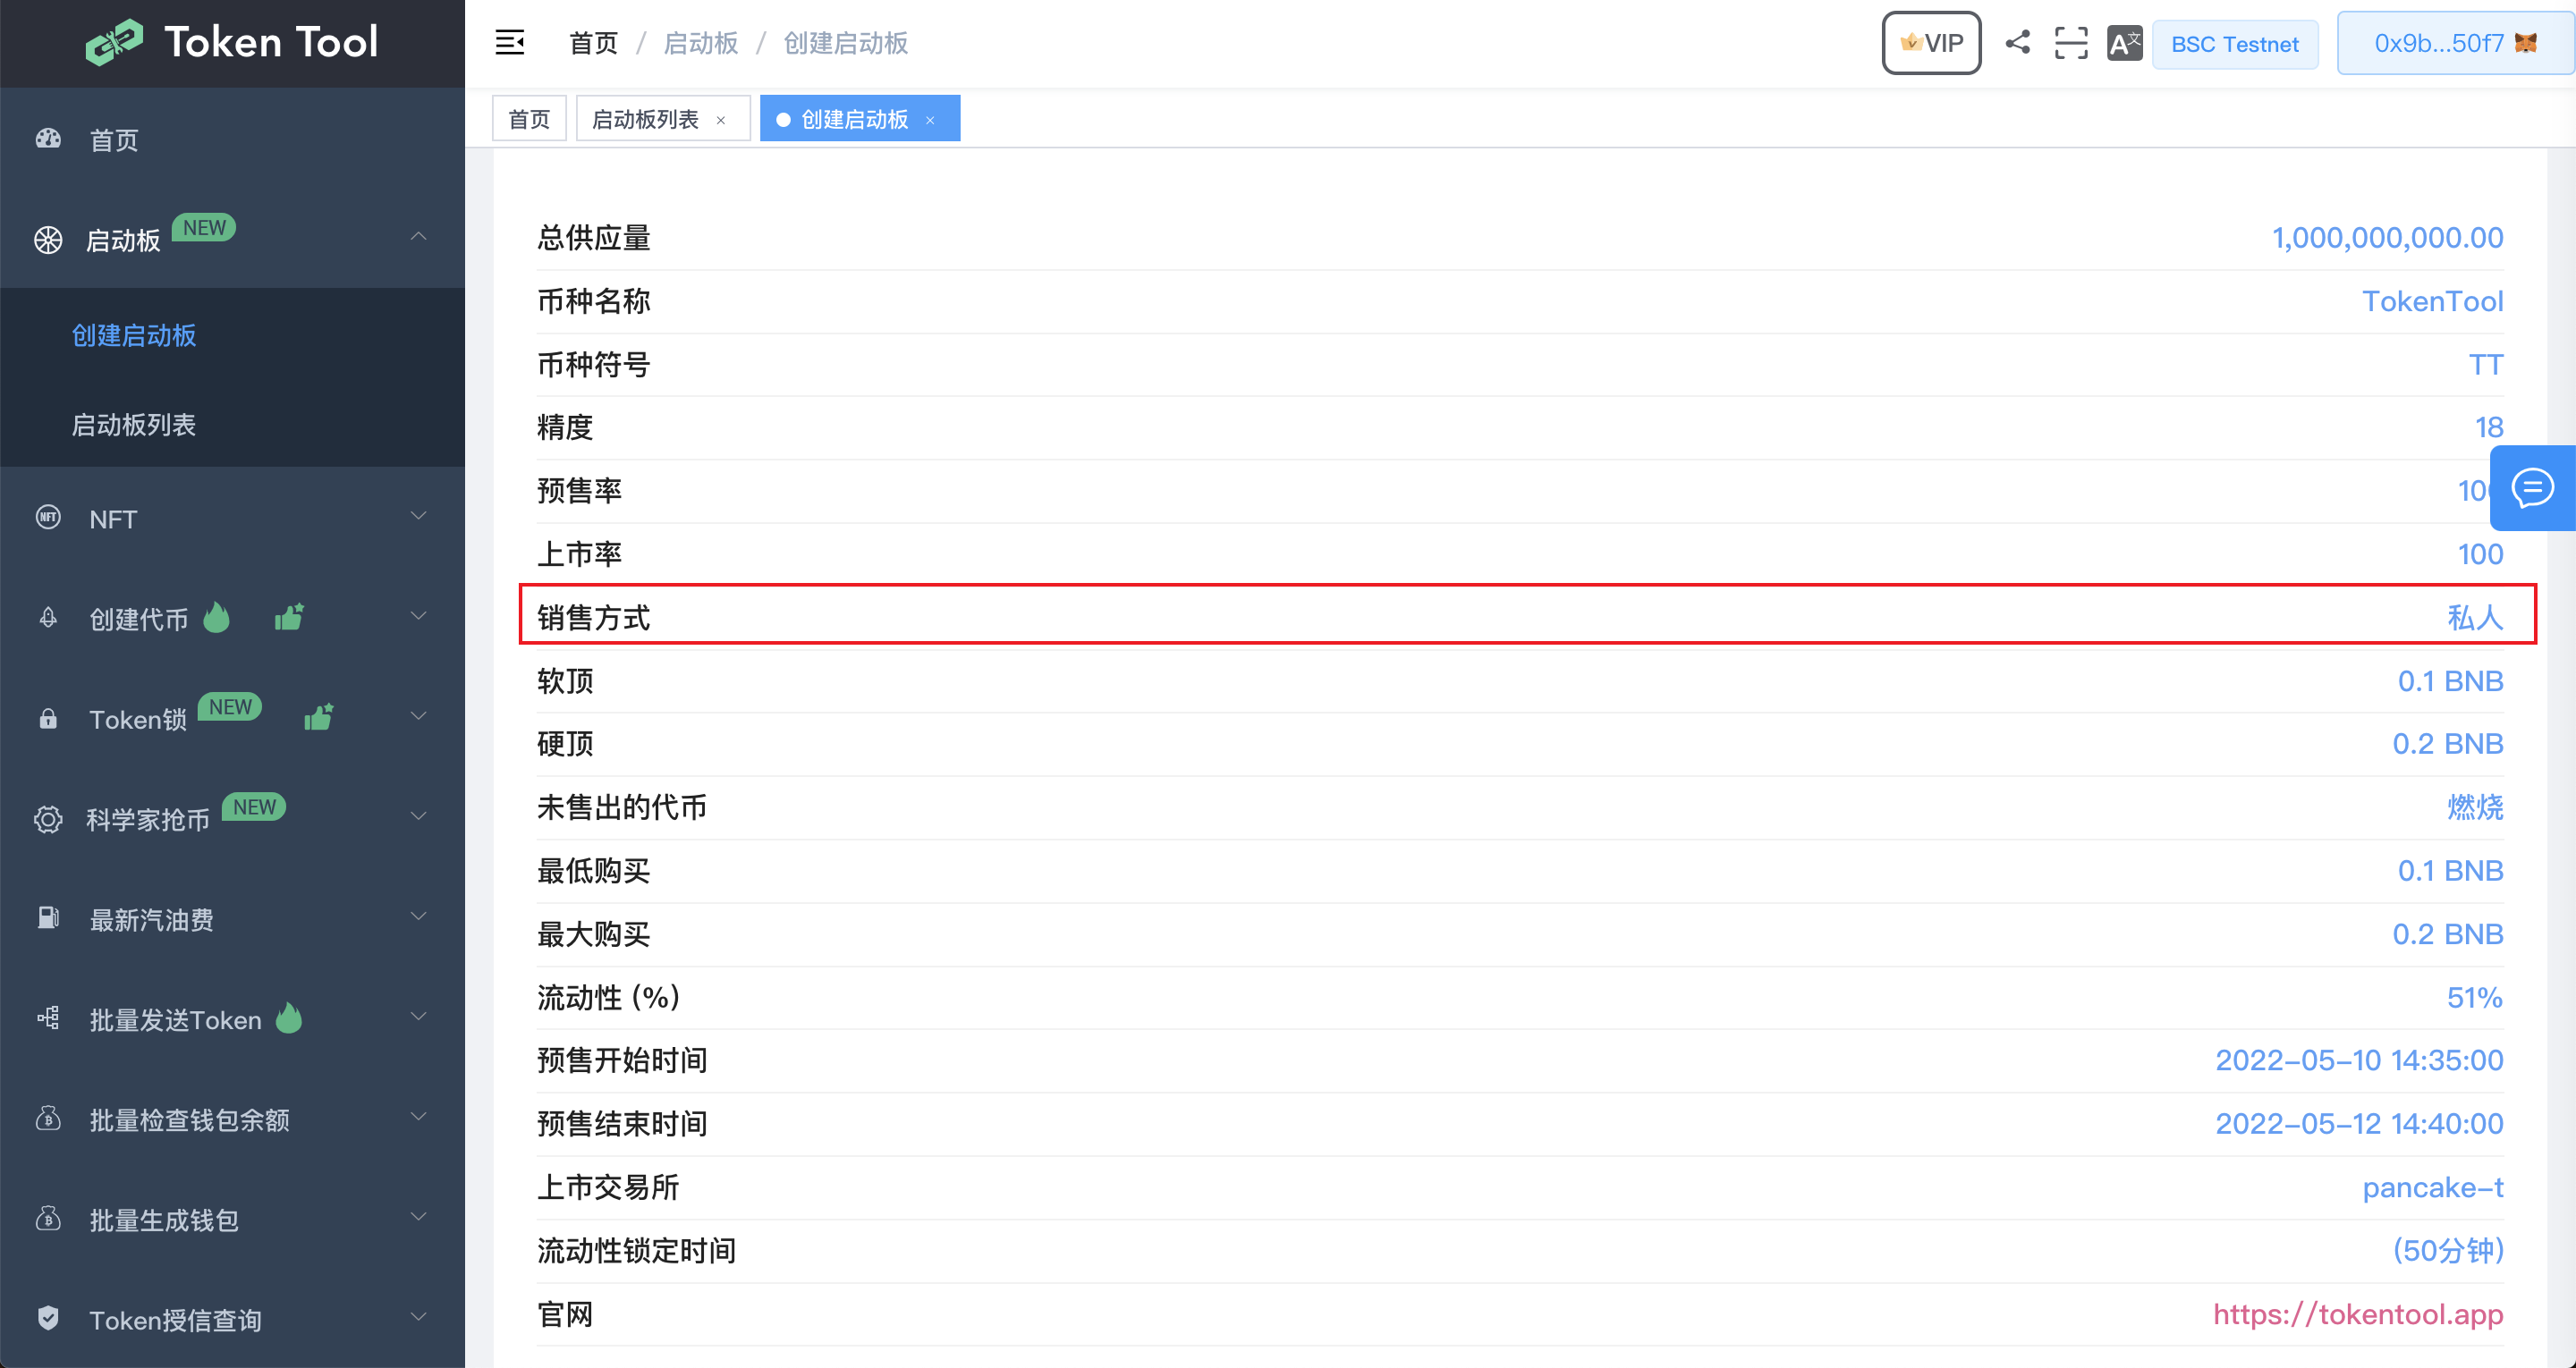 Token Tool
首页 / 启动板 / 创建启动板
VIP
BSC Testnet
0x9b...50f7
首页
启动板列表 ×
创建启动板 ×
首页
启动板 NEW
创建启动板
启动板列表
NFT
创建代币
Token锁 NEW
科学家抢币 NEW
最新汽油费
批量发送Token
批量检查钱包余额
批量生成钱包
Token授信查询
总供应量 1,000,000,000.00
币种名称 TokenTool
币种符号 TT
精度 18
预售率
上市率 100
销售方式 私人
软顶 0.1 BNB
硬顶 0.2 BNB
未售出的代币 燃烧
最低购买 0.1 BNB
最大购买 0.2 BNB
流动性 (%) 51%
预售开始时间 2022-05-10 14:35:00
预售结束时间 2022-05-12 14:40:00
上市交易所 pancake-t
流动性锁定时间 (50分钟)
官网 https://tokentool.app